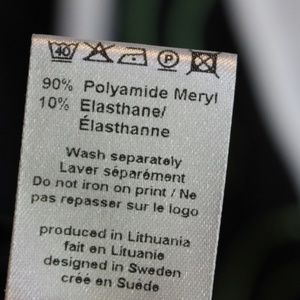 40 P
90% Polyamide Meryl
10% Elasthane/
Élasthanne
Wash separately
Laver séparément
Do not iron on print / Ne
pas repasser sur le logo
produced in Lithuania
fait en Lituanie
designed in Sweden
créé en Suède